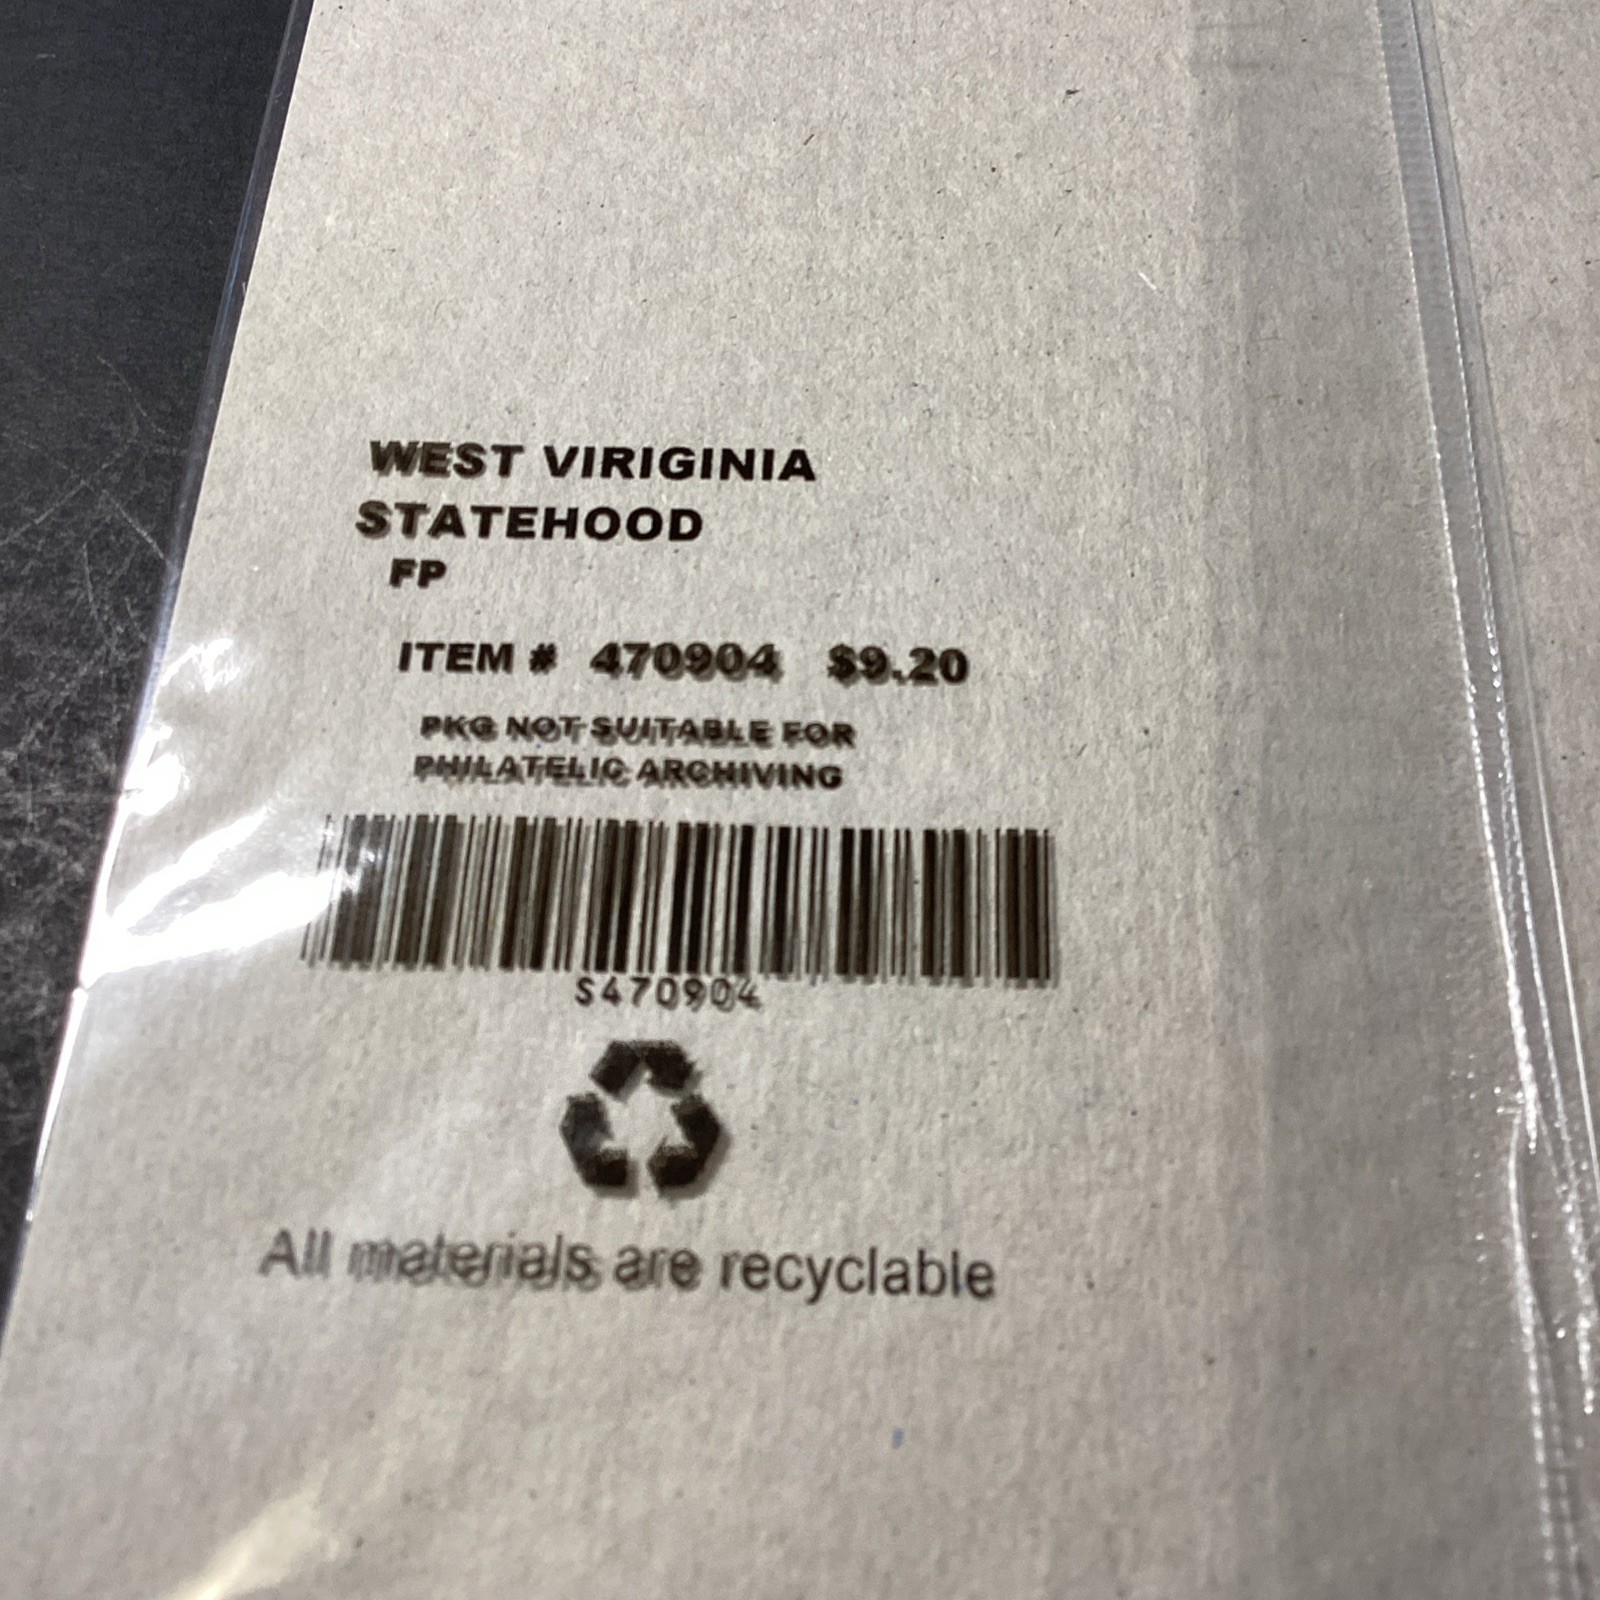 WEST VIRIGINIA
STATEHOOD
FP
ITEM # 470904 $9.20
PKG NOT SUITABLE FOR
PHILATELIC ARCHIVING
S470904
All materials are recyclable